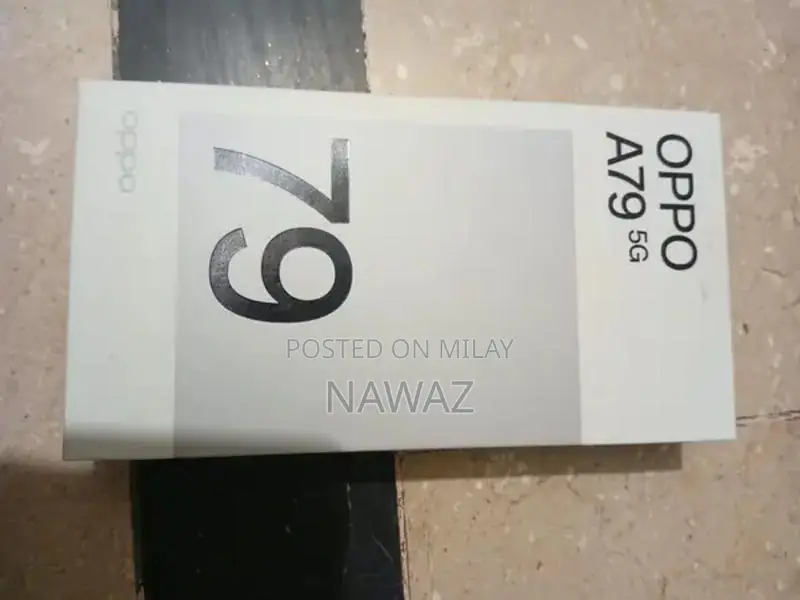 OPPO
A79 5G
79
oppo
POSTED ON MILAY
NAWAZ